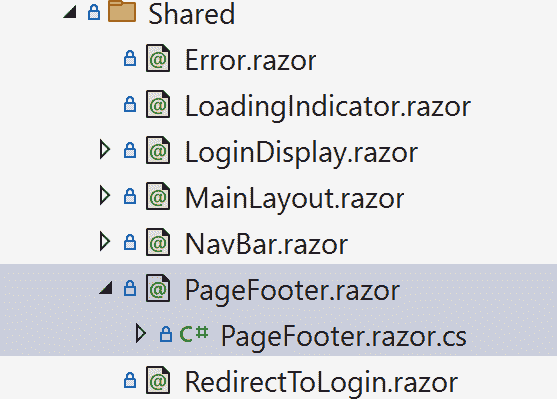 Shared
@ Error.razor
@ LoadingIndicator.razor
@ LoginDisplay.razor
@ MainLayout.razor
@ NavBar.razor
@ PageFooter.razor
C# PageFooter.razor.cs
@ RedirectToLogin.razor